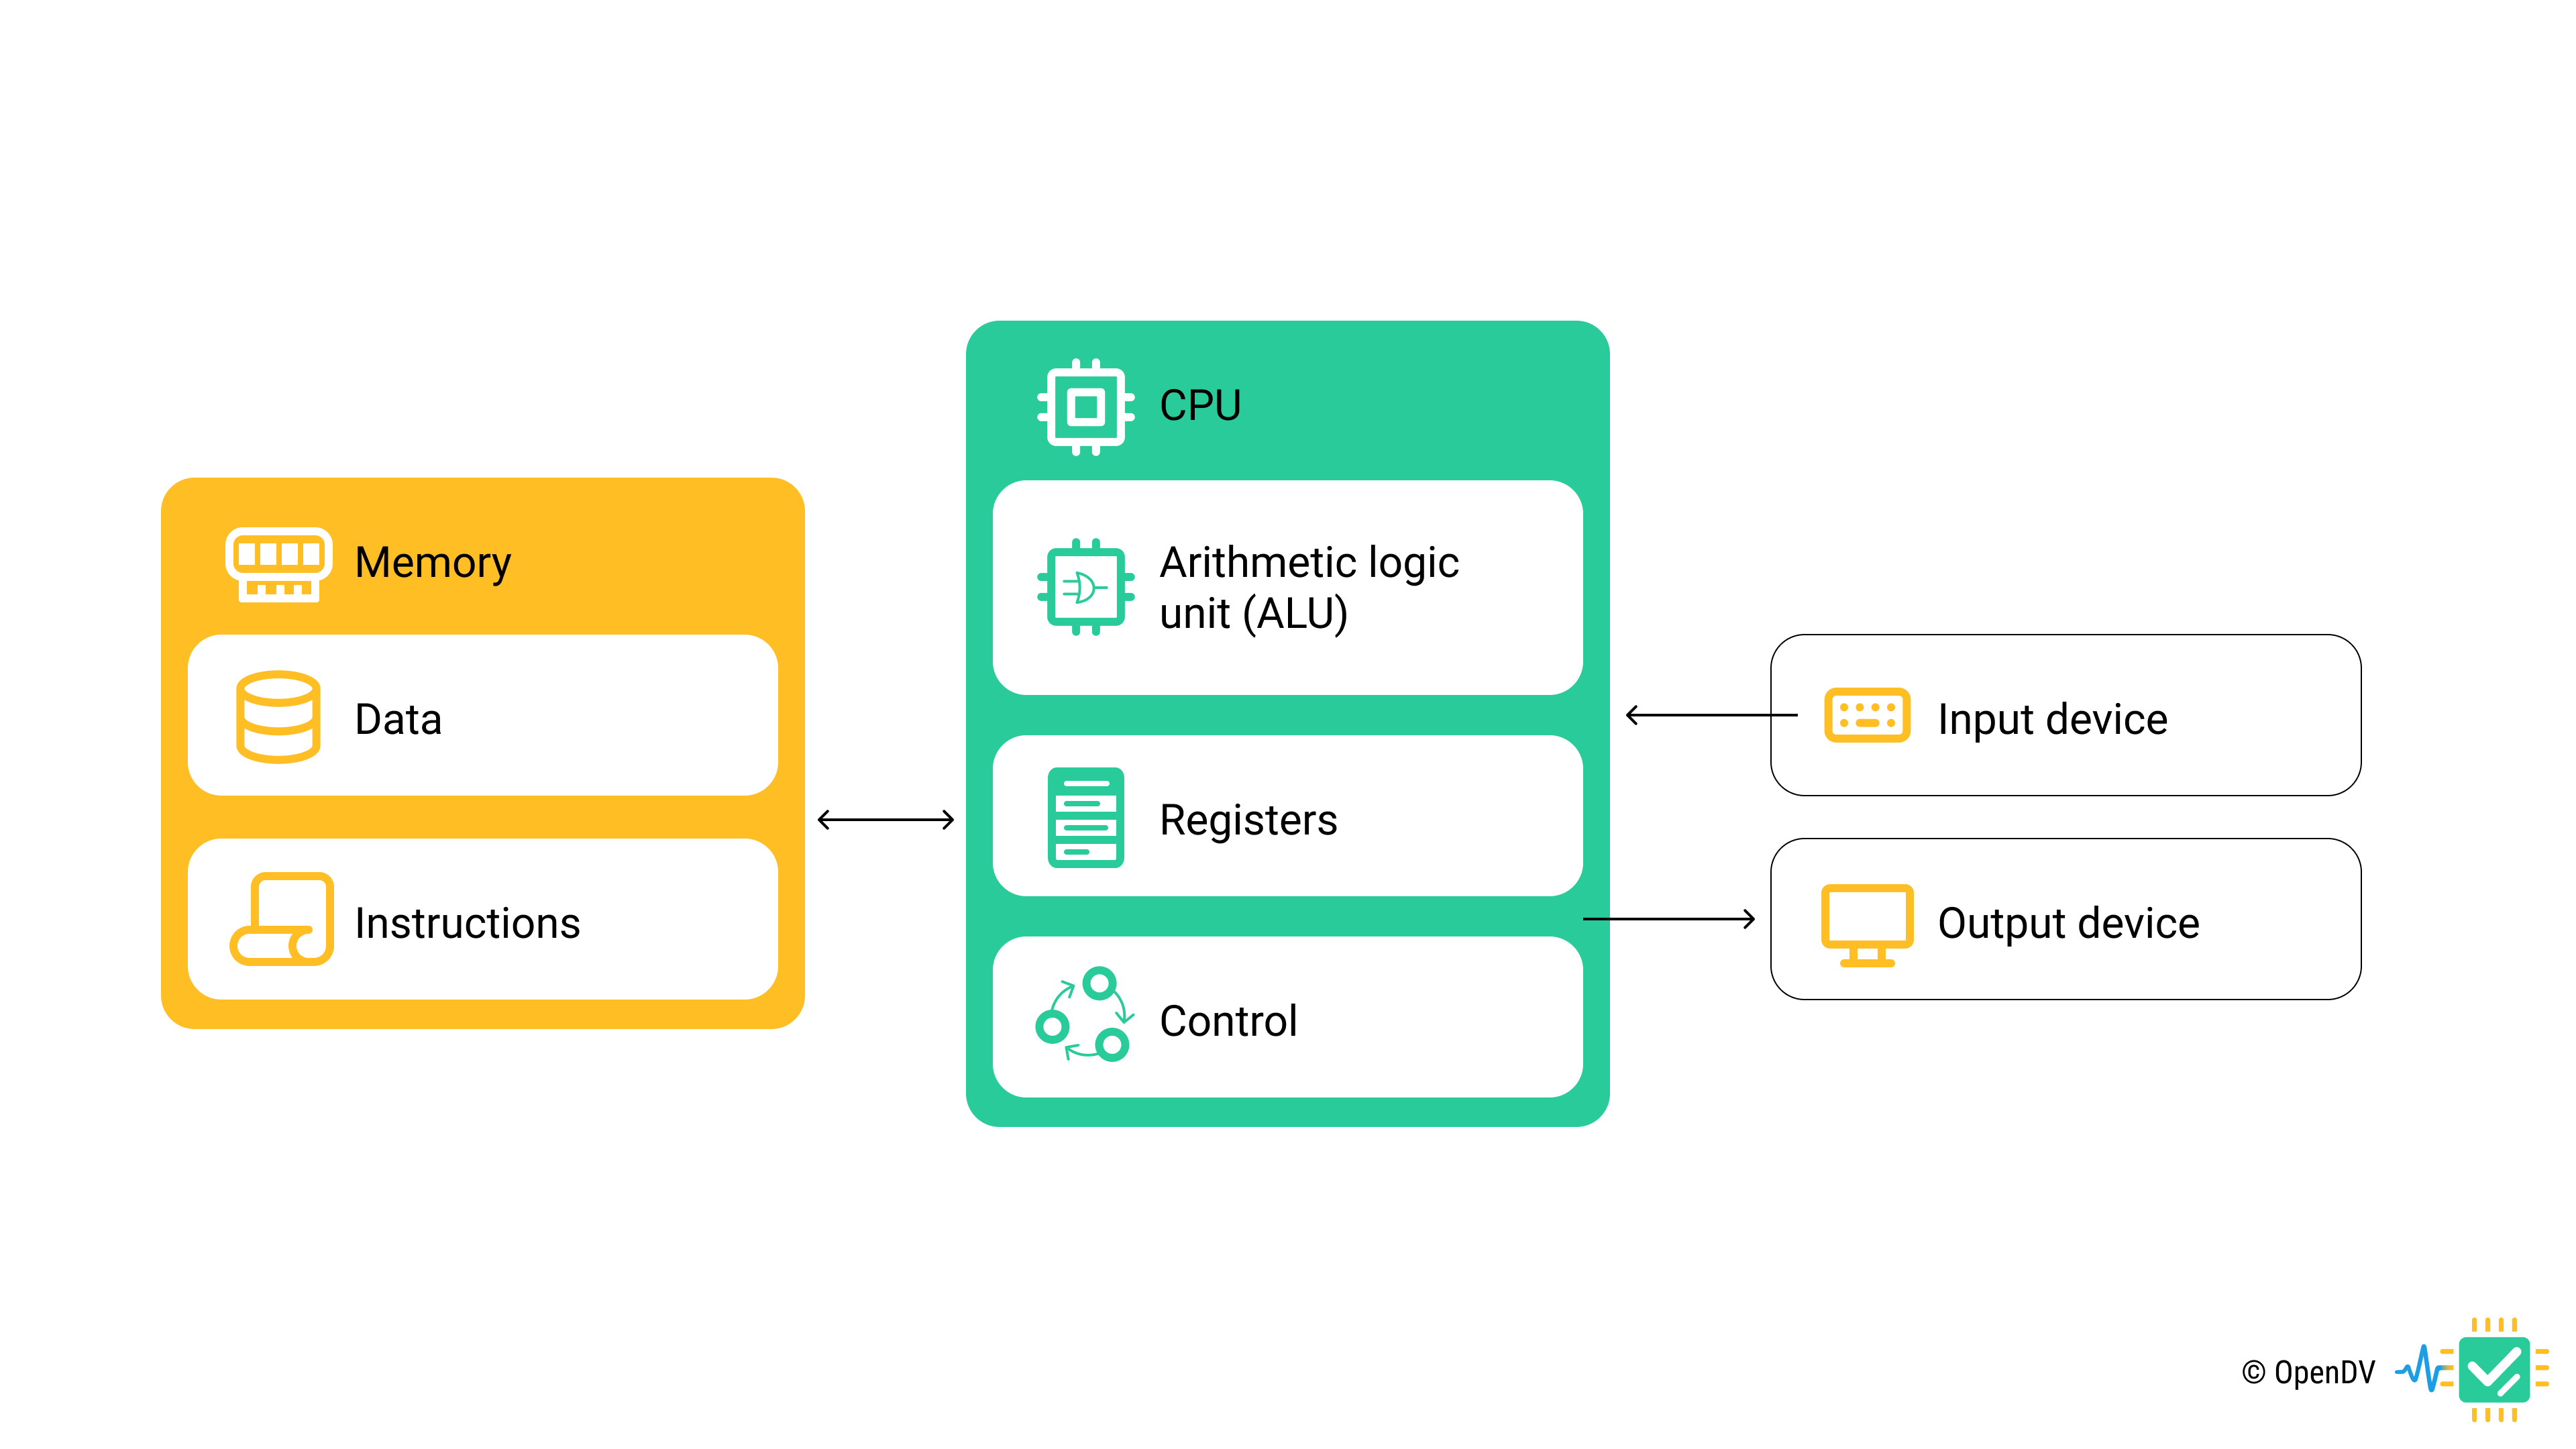 Memory
Data
Instructions
CPU
Arithmetic logic
unit (ALU)
Registers
Control
Input device
Output device
© OpenDV